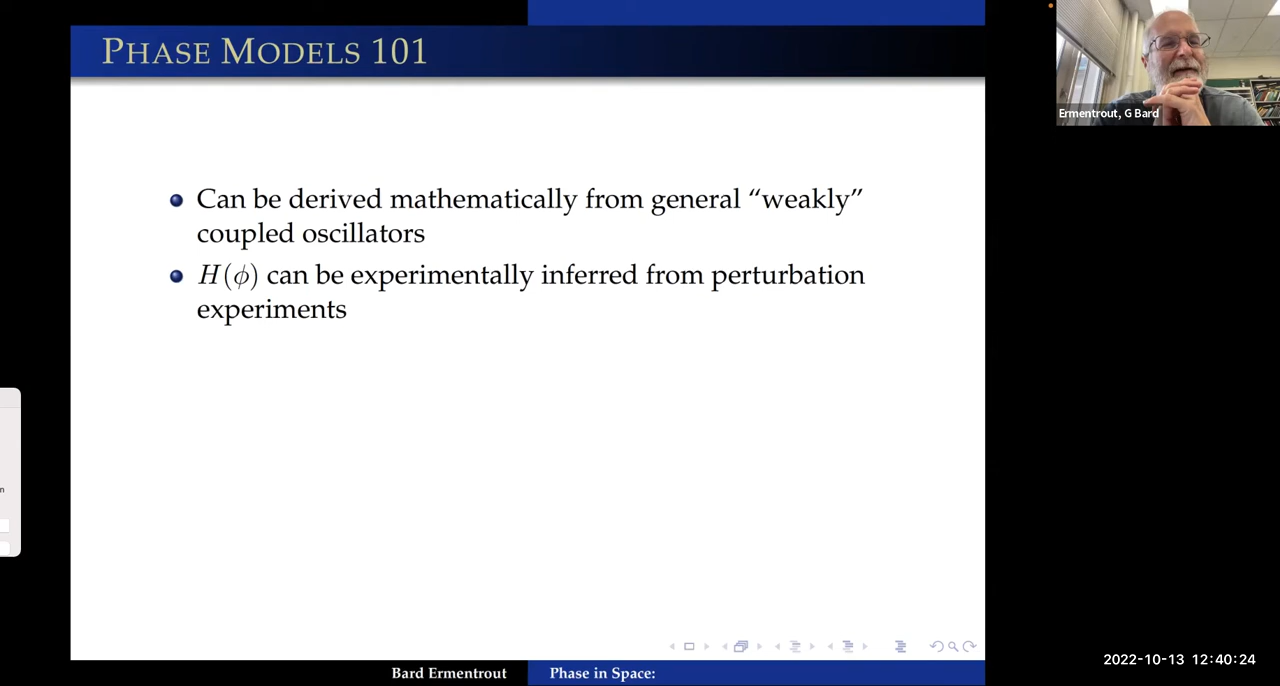 PHASE MODELS 101
Can be derived mathematically from general “weakly”
coupled oscillators
H(ϕ) can be experimentally inferred from perturbation
experiments
Bard Ermentrout
Phase in Space:
Ermentrout, G Bard
n
2022-10-13 12:40:24